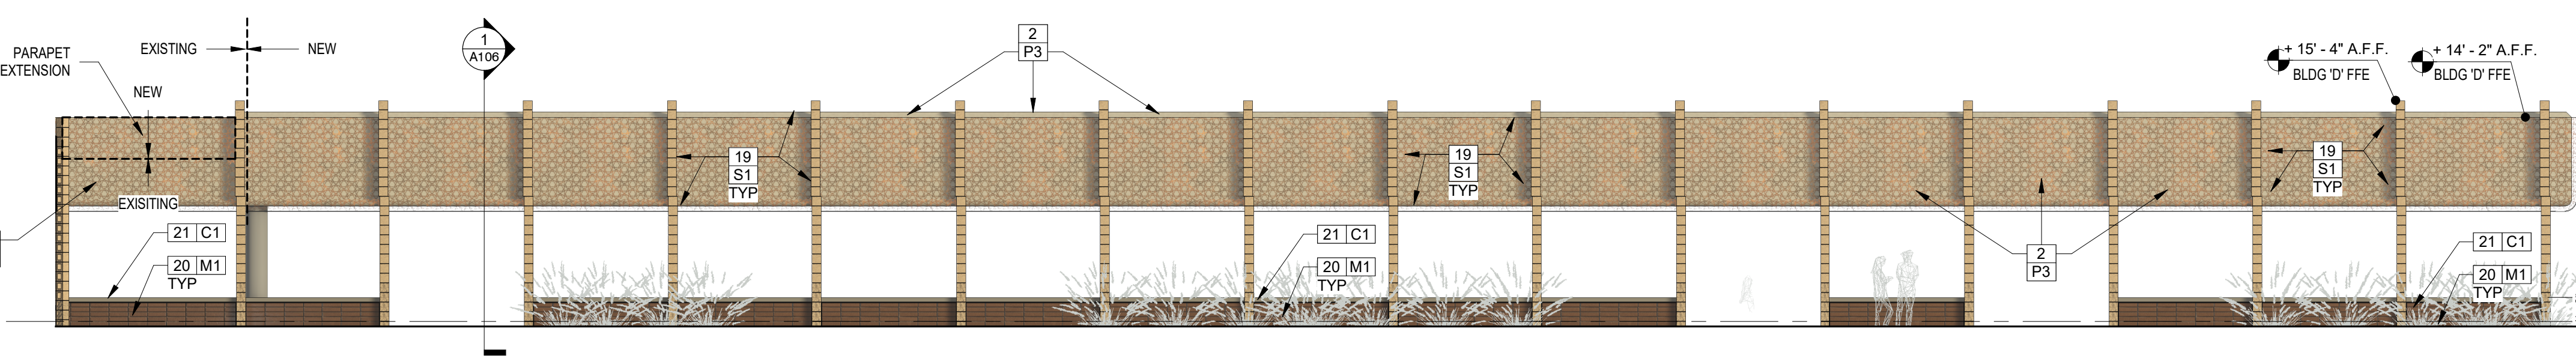 PARAPET
EXTENSION
EXISTING
NEW
NEW
EXISITING
1
A106
2
P3
+ 15' - 4" A.F.F.
BLDG 'D' FFE
+ 14' - 2" A.F.F.
BLDG 'D' FFE
19
S1
TYP
19
S1
TYP
19
S1
TYP
21 C1
20 M1
TYP
21 C1
20 M1
TYP
2
P3
21 C1
20 M1
TYP